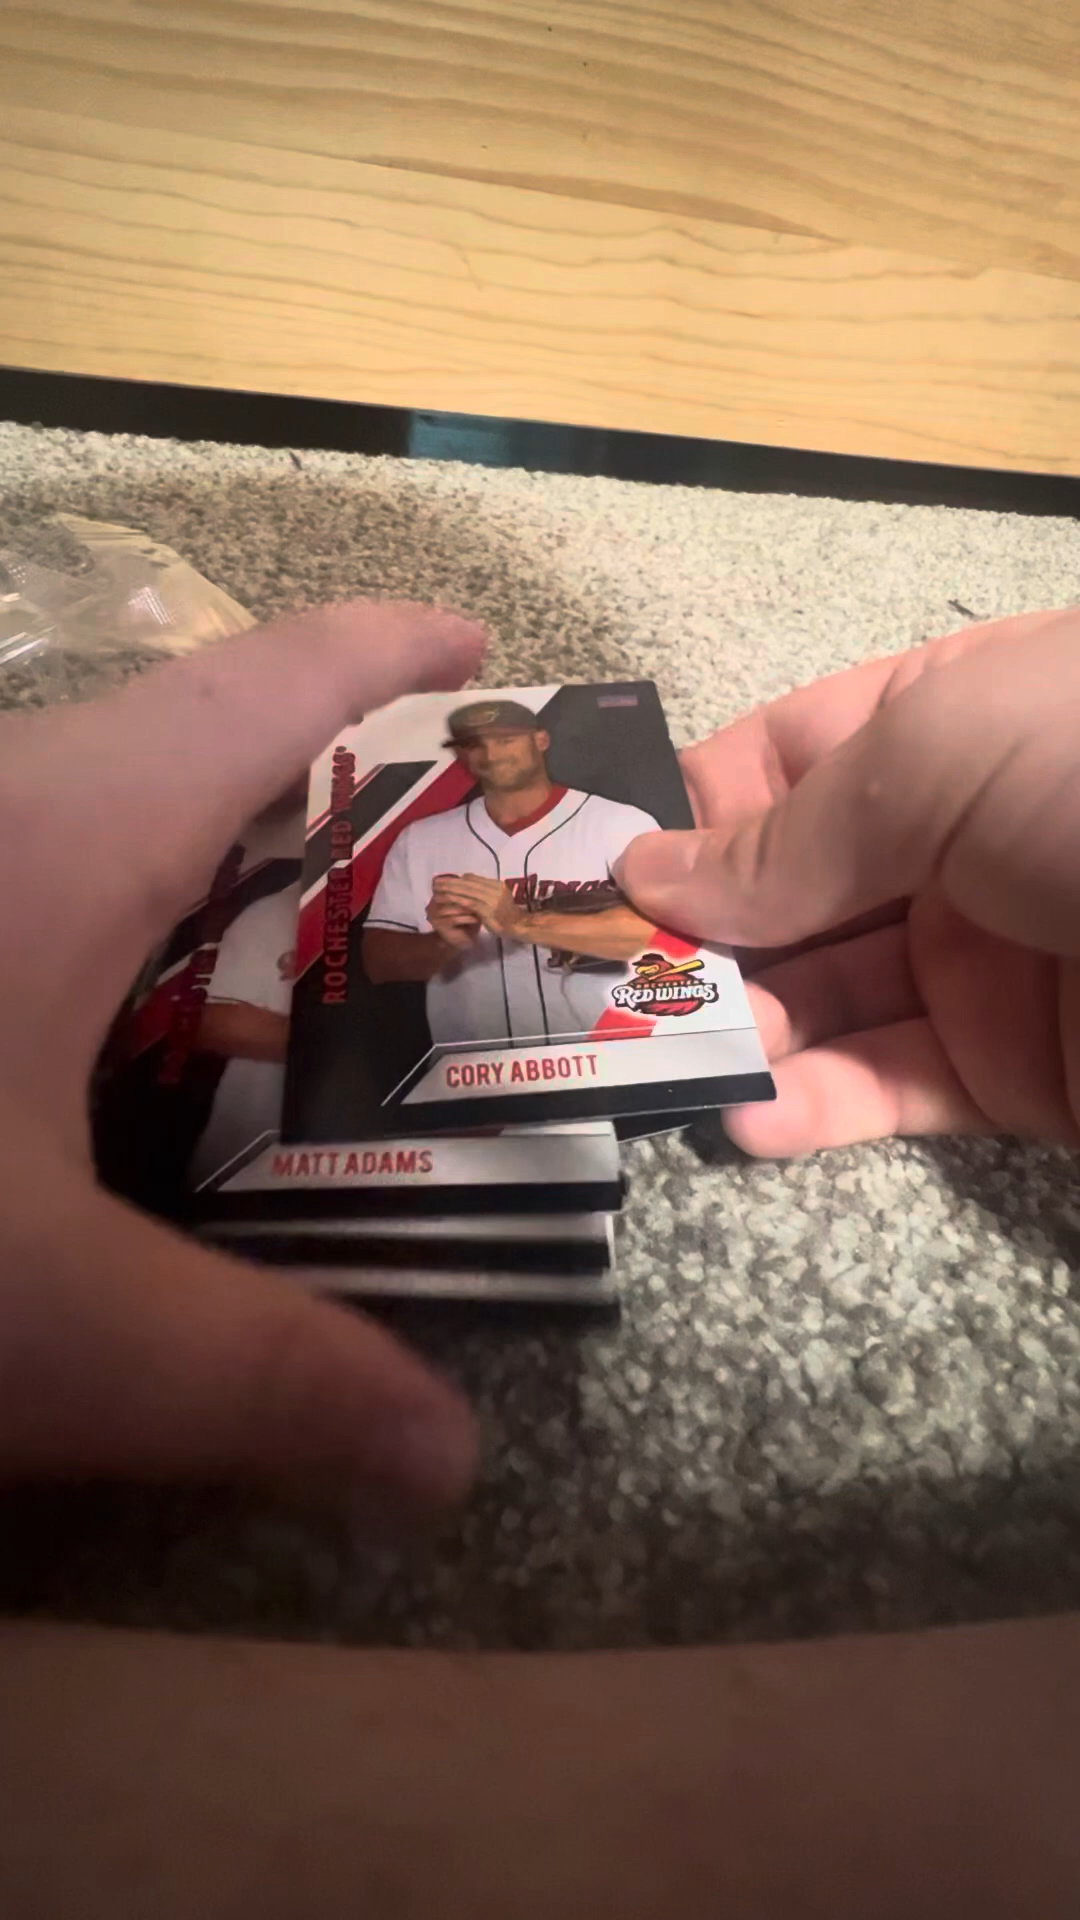 ROCHESTER RED WINGS
ROCHESTER
RED WINGS
CORY ABBOTT
MATT ADAMS